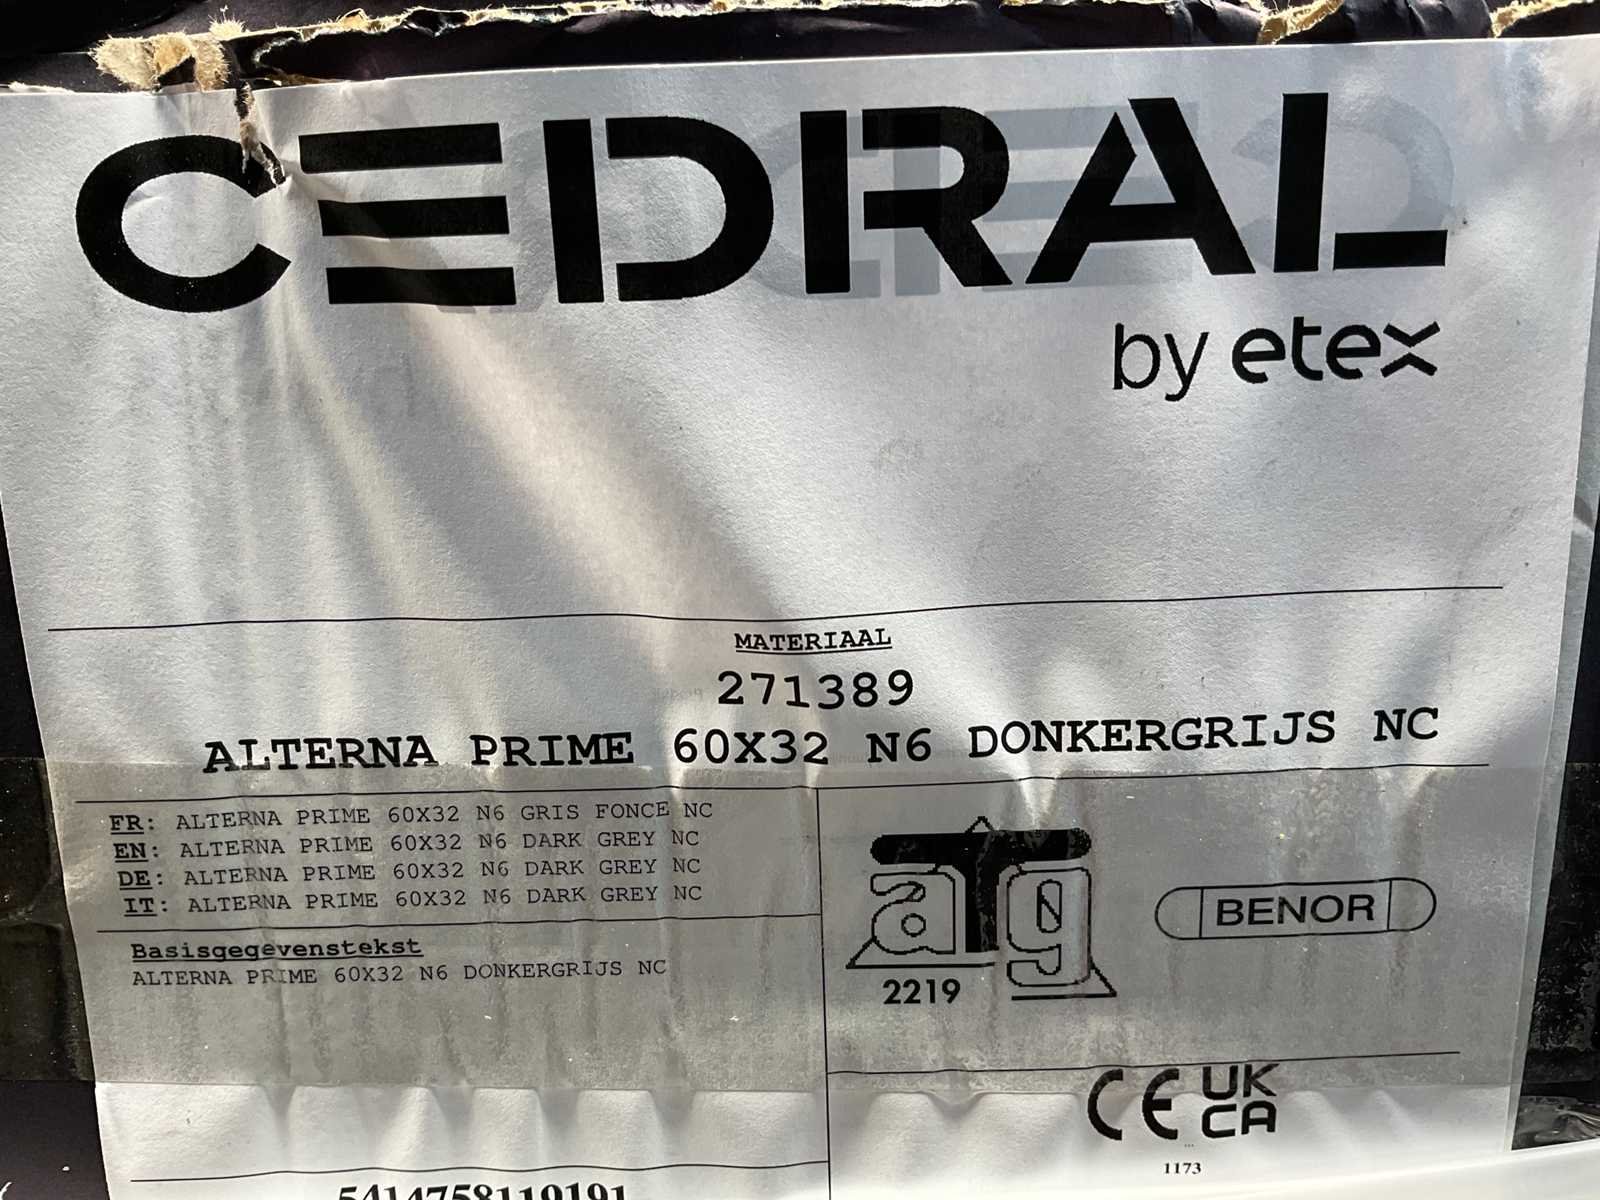 CEDRAL
by etex
MATERIAAL
271389
ALTERNA PRIME 60X32 N6 DONKERGRIJS NC
FR: ALTERNA PRIME 60X32 N6 GRIS FONCE NC
EN: ALTERNA PRIME 60X32 N6 DARK GREY NC
DE: ALTERNA PRIME 60X32 N6 DARK GREY NC
IT: ALTERNA PRIME 60X32 N6 DARK GREY NC
Basisgegevenstekst
ALTERNA PRIME 60X32 N6 DONKERGRIJS NC
aTg
2219
BENOR
CE UK
CA
1173
5414758110191